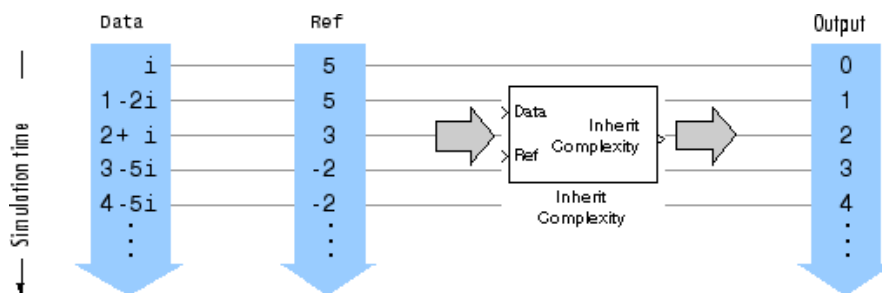 Data Ref Output
i 5 0
1-2i 5 1
2+ i 3 2
3-5i -2 3
4-5i -2 4
Data
Ref
Inherit
Complexity
Inherit
Complexity
Simulation time